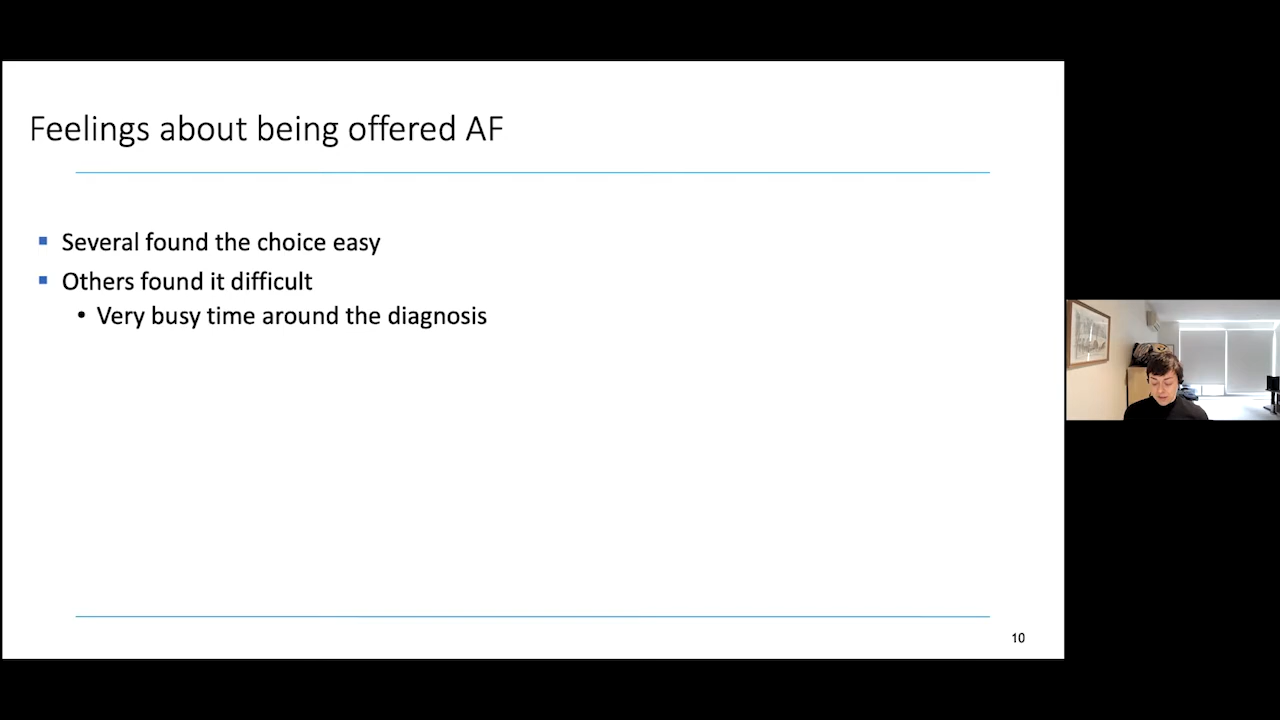 Feelings about being offered AF
▪ Several found the choice easy
▪ Others found it difficult
• Very busy time around the diagnosis
10